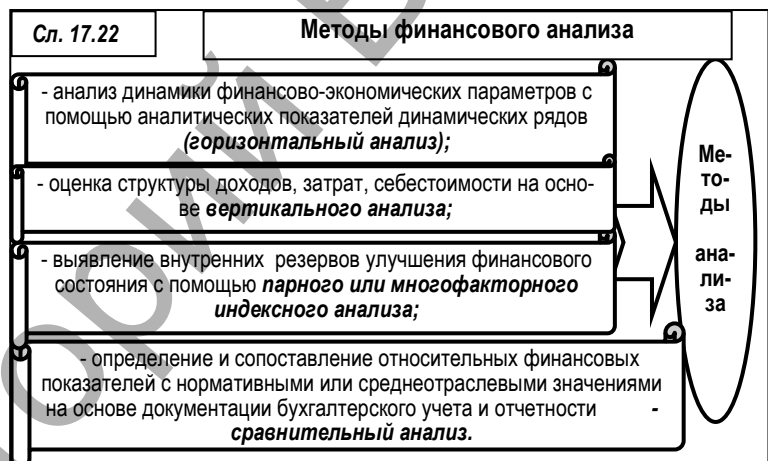 Сл. 17.22
Методы финансового анализа
- анализ динамики финансово-экономических параметров с
помощью аналитических показателей динамических рядов
(горизонтальный анализ);
- оценка структуры доходов, затрат, себестоимости на осно-
ве вертикального анализа;
- выявление внутренних резервов улучшения финансового
состояния с помощью парного или многофакторного
индексного анализа;
- определение и сопоставление относительных финансовых
показателей с нормативными или среднеотраслевыми значениями
на основе документации бухгалтерского учета и отчетности -
сравнительный анализ.
Ме-
то-
ды
ана-
ли-
за